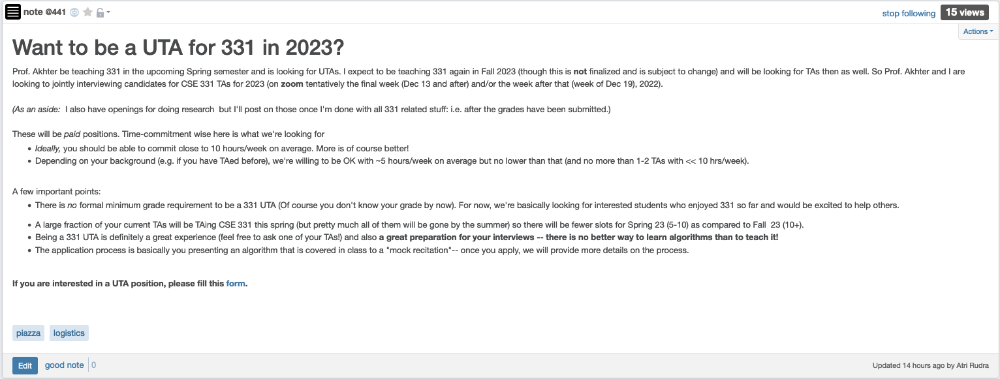 note @441
stop following 15 views
Actions
Want to be a UTA for 331 in 2023?
Prof. Akhter be teaching 331 in the upcoming Spring semester and is looking for UTAs. I expect to be teaching 331 again in Fall 2023 (though this is not finalized and is subject to change) and will be looking for TAs then as well. So Prof. Akhter and I are
looking to jointly interviewing candidates for CSE 331 TAs for 2023 (on zoom tentatively the final week (Dec 13 and after) and/or the week after that (week of Dec 19), 2022).
(As an aside: I also have openings for doing research but I'll post on those once I'm done with all 331 related stuff: i.e. after the grades have been submitted.)
These will be paid positions. Time-commitment wise here is what we're looking for
• Ideally, you should be able to commit close to 10 hours/week on average. More is of course better!
• Depending on your background (e.g. if you have TAed before), we're willing to be OK with ~5 hours/week on average but no lower than that (and no more than 1-2 TAs with << 10 hrs/week).
A few important points:
• There is no formal minimum grade requirement to be a 331 UTA (Of course you don't know your grade by now). For now, we're basically looking for interested students who enjoyed 331 so far and would be excited to help others.
• A large fraction of your current TAs will be TAing CSE 331 this spring (but pretty much all of them will be gone by the summer) so there will be fewer slots for Spring 23 (5-10) as compared to Fall 23 (10+).
• Being a 331 UTA is definitely a great experience (feel free to ask one of your TAs!) and also a great preparation for your interviews -- there is no better way to learn algorithms than to teach it!
• The application process is basically you presenting an algorithm that is covered in class to a "mock recitation"-- once you apply, we will provide more details on the process.
If you are interested in a UTA position, please fill this form.
piazza logistics
Edit good note 0
Updated 14 hours ago by Atri Rudra